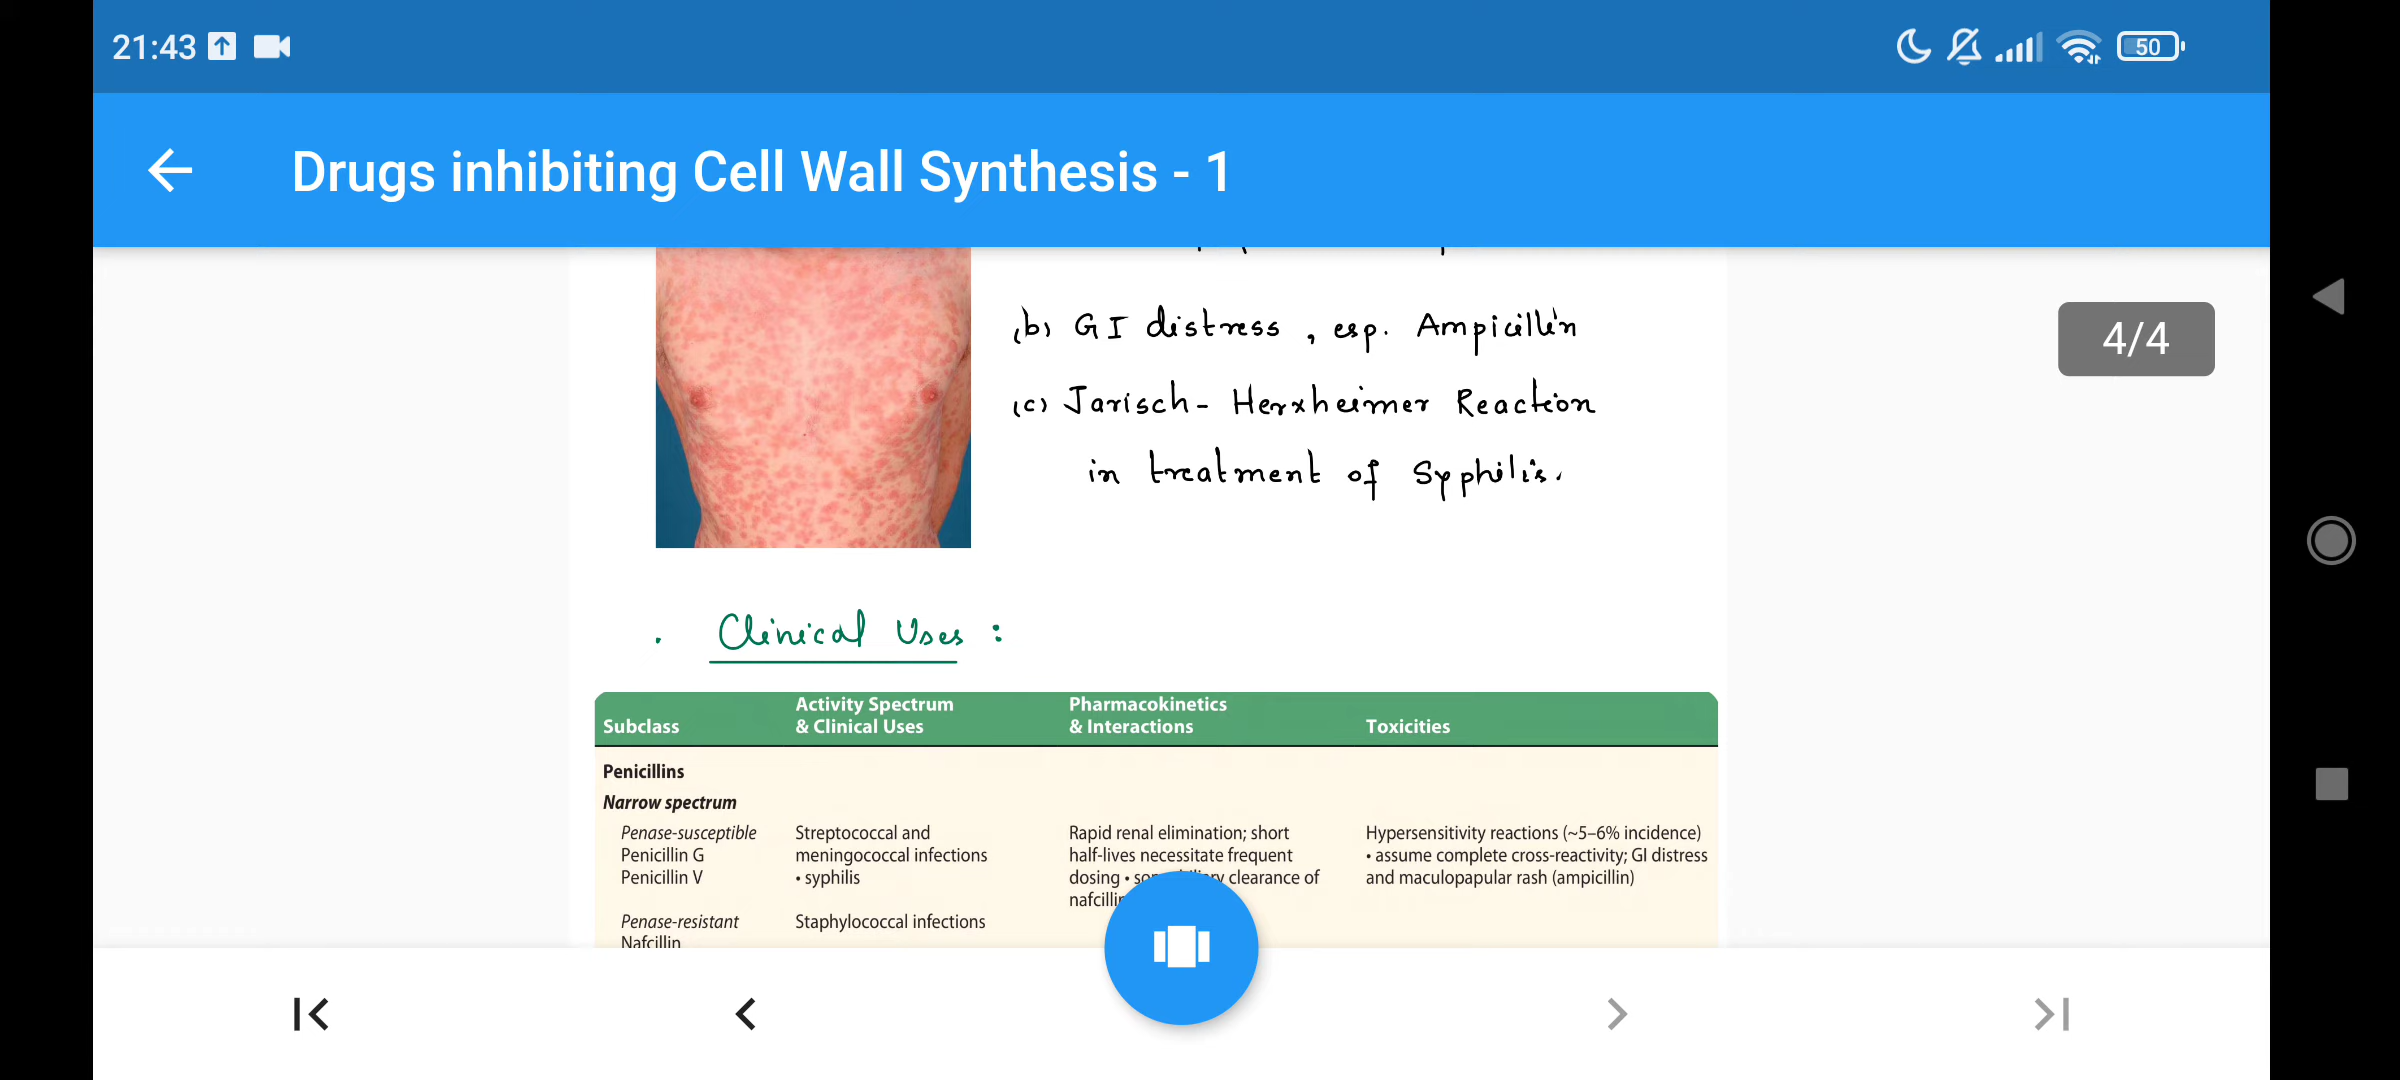 21:43
50
Drugs inhibiting Cell Wall Synthesis - 1
4/4
(b) GI distress, esp. Ampicillin
(c) Jarisch - Herxheimer Reaction
in treatment of Syphilis.
. Clinical Uses :
Subclass
Activity Spectrum
& Clinical Uses
Pharmacokinetics
& Interactions
Toxicities
Penicillins
Narrow spectrum
Penase-susceptible
Penicillin G
Penicillin V
Streptococcal and
meningococcal infections
• syphilis
Rapid renal elimination; short
half-lives necessitate frequent
dosing • clearance of
Hypersensitivity reactions (~5–6% incidence)
• assume complete cross-reactivity; GI distress
and maculopapular rash (ampicillin)
Penase-resistant
Nafcillin
Staphylococcal infections